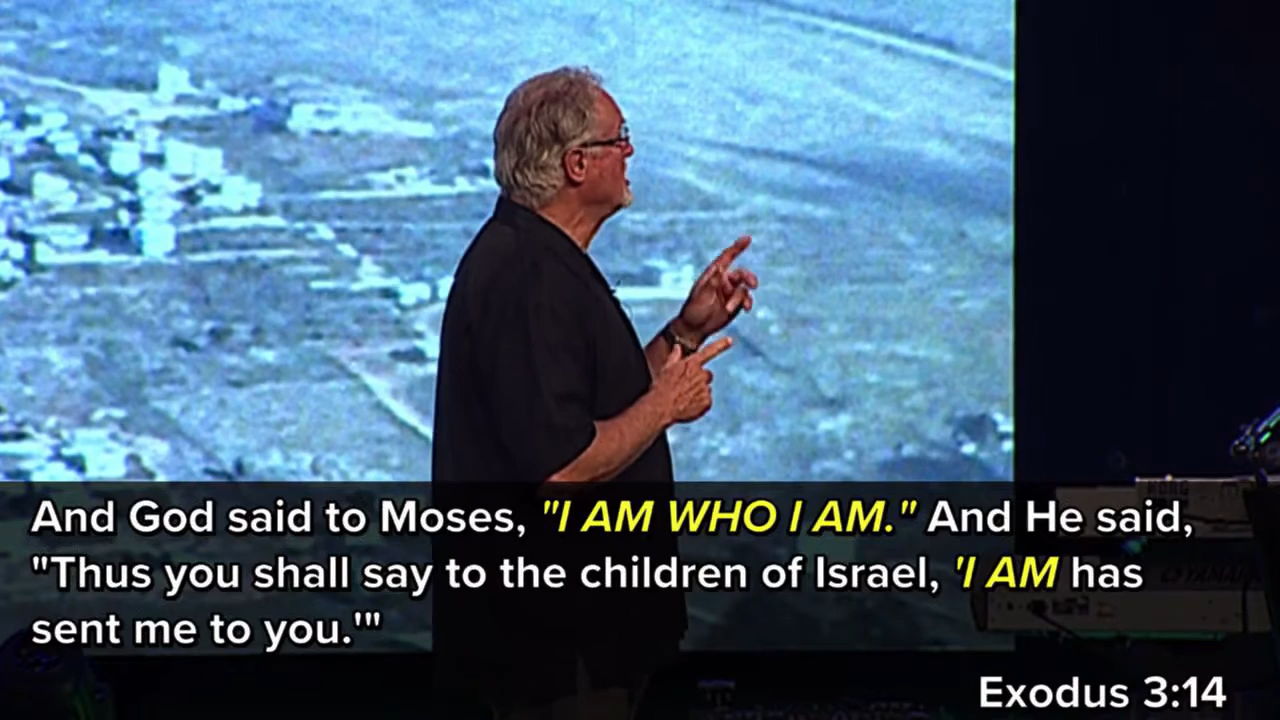 And God said to Moses, "I AM WHO I AM." And He said,
"Thus you shall say to the children of Israel, 'I AM has
sent me to you.'"
Exodus 3:14
YAMAHA